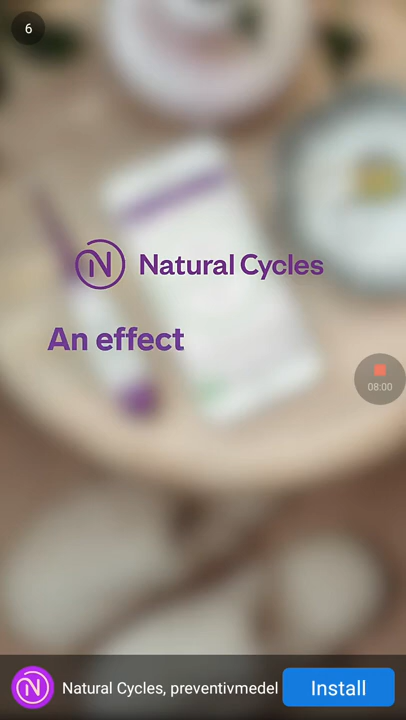 6
Natural Cycles
An effect
08:00
Natural Cycles, preventivmedel
Install